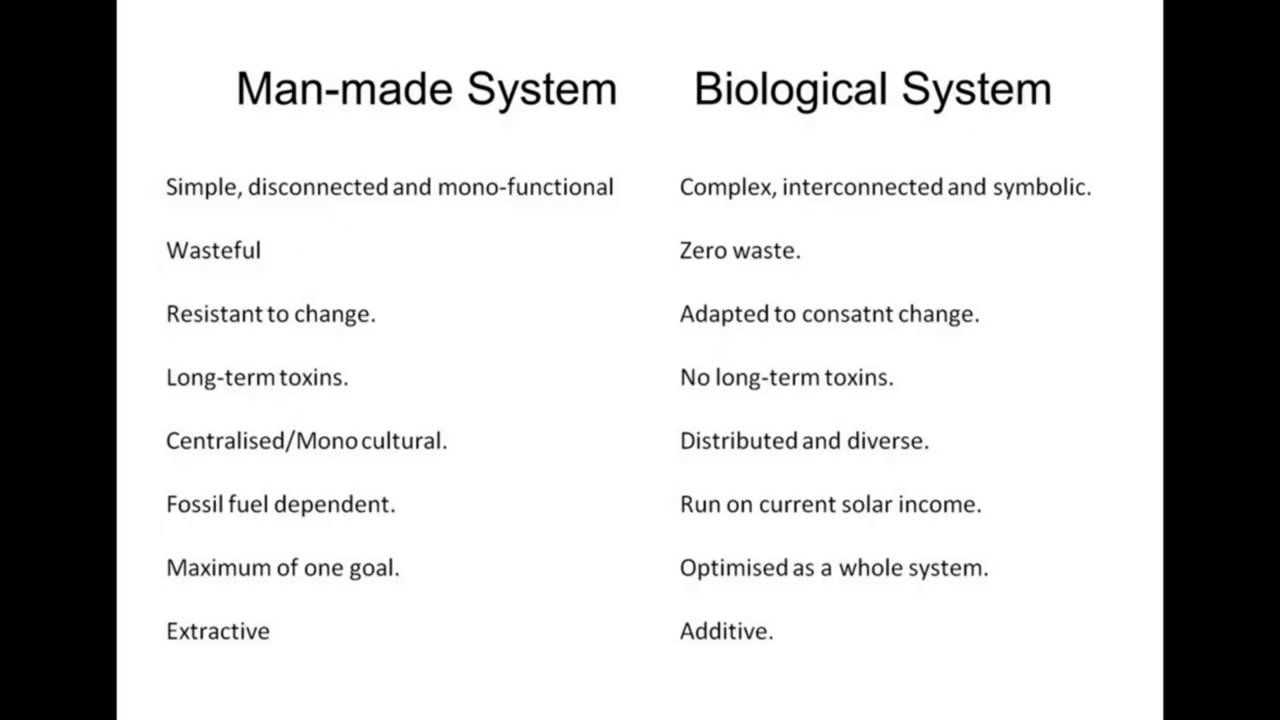 Man-made System Biological System
Simple, disconnected and mono-functional Complex, interconnected and symbolic.
Wasteful Zero waste.
Resistant to change. Adapted to consatnt change.
Long-term toxins. No long-term toxins.
Centralised/Mono cultural. Distributed and diverse.
Fossil fuel dependent. Run on current solar income.
Maximum of one goal. Optimised as a whole system.
Extractive Additive.